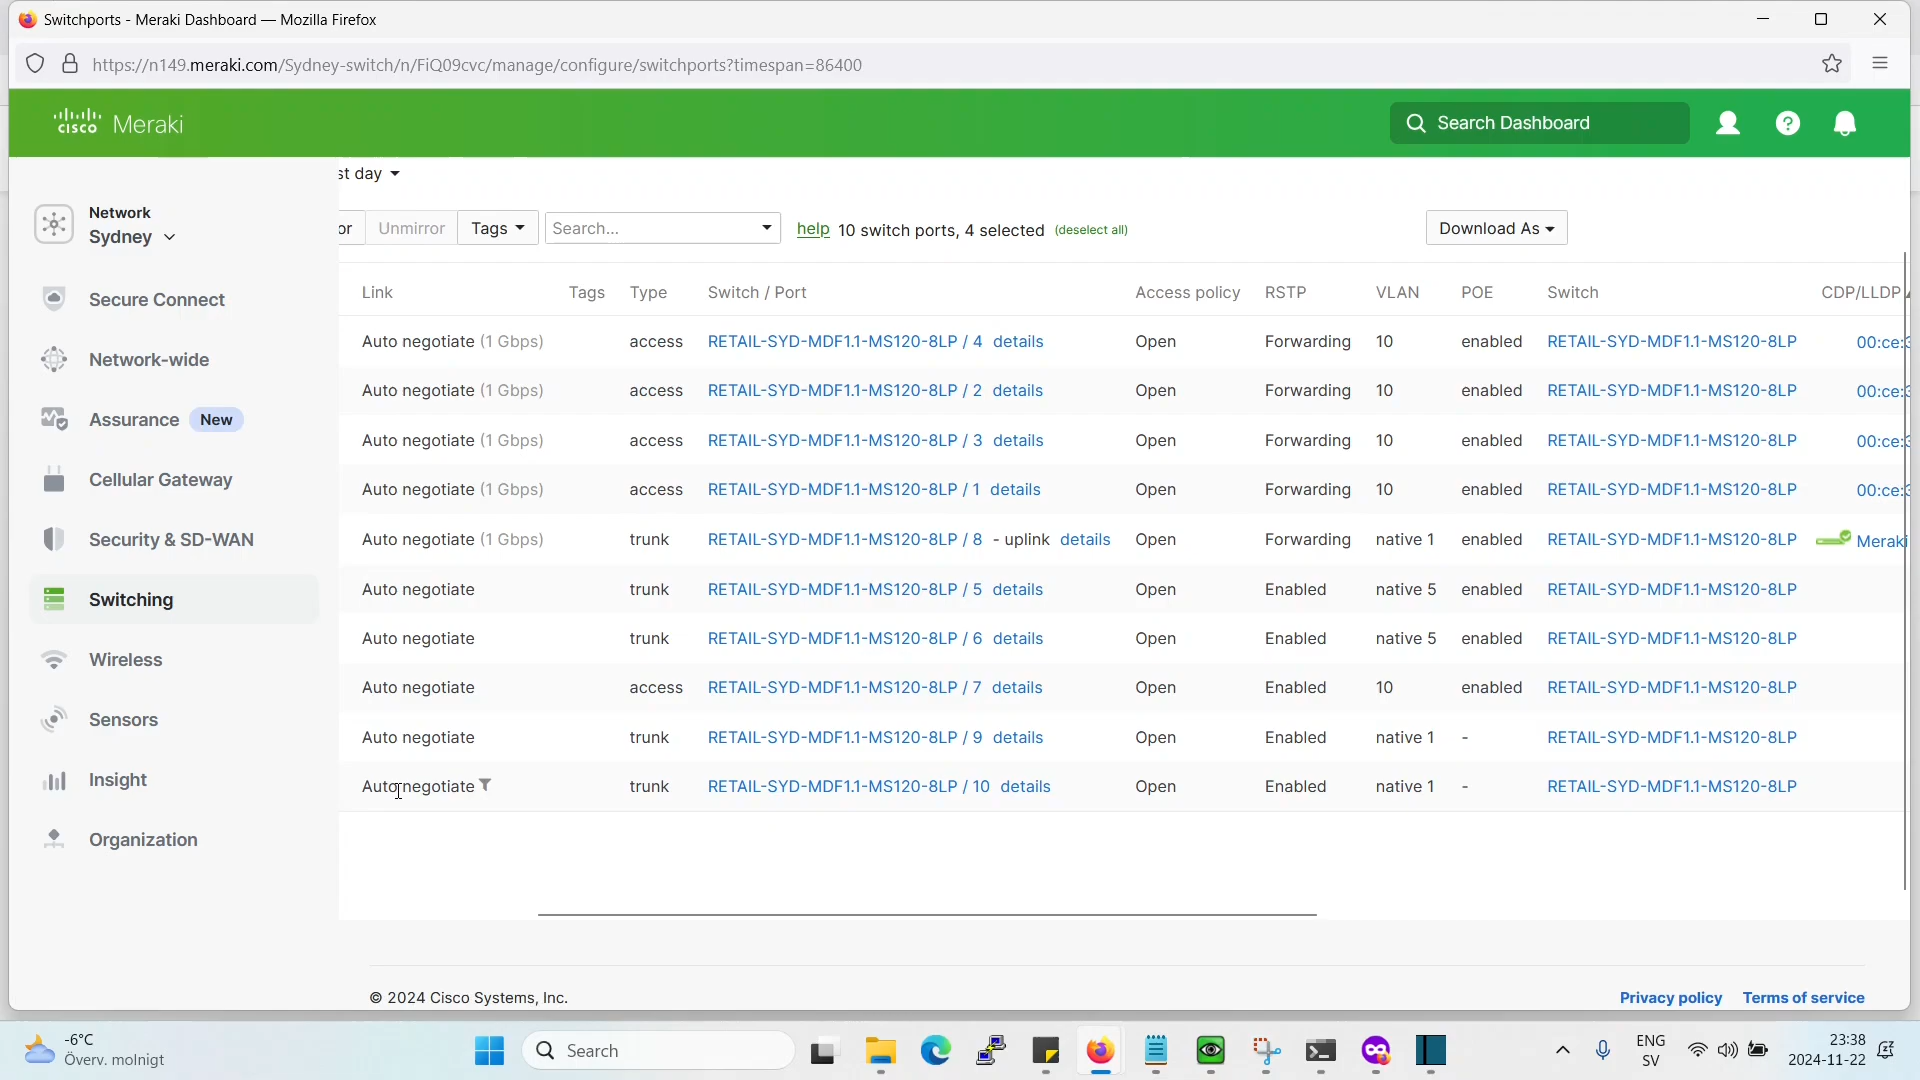 Switchports - Meraki Dashboard — Mozilla Firefox
https://n149.meraki.com/Sydney-switch/n/FiQ09cvc/manage/configure/switchports?timespan=86400
cisco Meraki
Search Dashboard
Network
Sydney
Secure Connect
Network-wide
Assurance New
Cellular Gateway
Security & SD-WAN
Switching
Wireless
Sensors
Insight
Organization
st day
or Unmirror Tags Search... help 10 switch ports, 4 selected (deselect all) Download As
Link Tags Type Switch / Port Access policy RSTP VLAN POE Switch CDP/LLDP
Auto negotiate (1 Gbps) access RETAIL-SYD-MDF1.1-MS120-8LP / 4 details Open Forwarding 10 enabled RETAIL-SYD-MDF1.1-MS120-8LP 00:ce:3
Auto negotiate (1 Gbps) access RETAIL-SYD-MDF1.1-MS120-8LP / 2 details Open Forwarding 10 enabled RETAIL-SYD-MDF1.1-MS120-8LP 00:ce:3
Auto negotiate (1 Gbps) access RETAIL-SYD-MDF1.1-MS120-8LP / 3 details Open Forwarding 10 enabled RETAIL-SYD-MDF1.1-MS120-8LP 00:ce:3
Auto negotiate (1 Gbps) access RETAIL-SYD-MDF1.1-MS120-8LP / 1 details Open Forwarding 10 enabled RETAIL-SYD-MDF1.1-MS120-8LP 00:ce:3
Auto negotiate (1 Gbps) trunk RETAIL-SYD-MDF1.1-MS120-8LP / 8 - uplink details Open Forwarding native 1 enabled RETAIL-SYD-MDF1.1-MS120-8LP Meraki
Auto negotiate trunk RETAIL-SYD-MDF1.1-MS120-8LP / 5 details Open Enabled native 5 enabled RETAIL-SYD-MDF1.1-MS120-8LP
Auto negotiate trunk RETAIL-SYD-MDF1.1-MS120-8LP / 6 details Open Enabled native 5 enabled RETAIL-SYD-MDF1.1-MS120-8LP
Auto negotiate access RETAIL-SYD-MDF1.1-MS120-8LP / 7 details Open Enabled 10 enabled RETAIL-SYD-MDF1.1-MS120-8LP
Auto negotiate trunk RETAIL-SYD-MDF1.1-MS120-8LP / 9 details Open Enabled native 1 - RETAIL-SYD-MDF1.1-MS120-8LP
Auto negotiate trunk RETAIL-SYD-MDF1.1-MS120-8LP / 10 details Open Enabled native 1 - RETAIL-SYD-MDF1.1-MS120-8LP
© 2024 Cisco Systems, Inc. Privacy policy Terms of service
-6°C
Överv. molnigt
Search
ENG
SV
23:38
2024-11-22